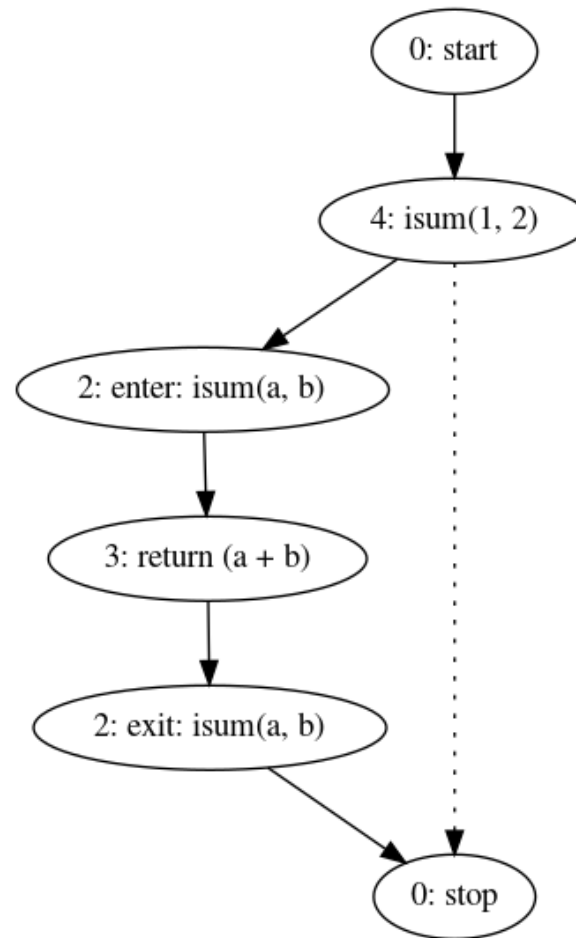 0: start
4: isum(1, 2)
2: enter: isum(a, b)
3: return (a + b)
2: exit: isum(a, b)
0: stop